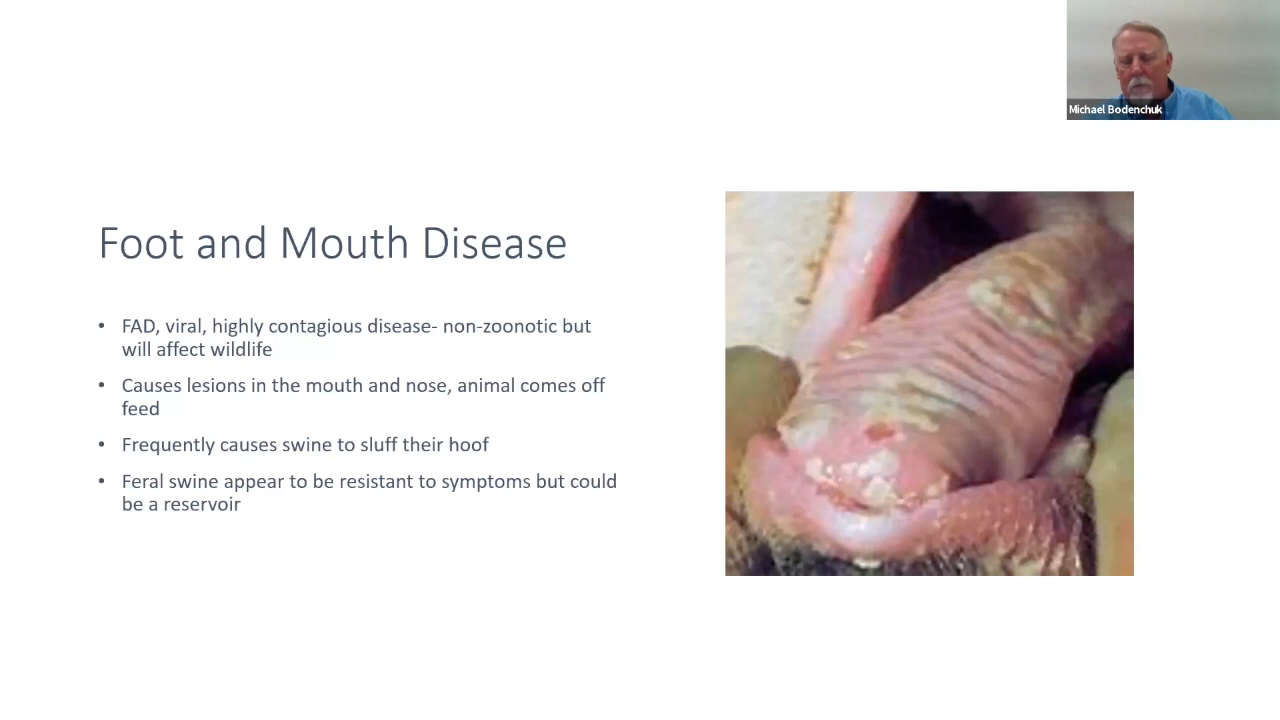 Michael Bodenchuk
Foot and Mouth Disease
• FAD, viral, highly contagious disease- non-zoonotic but
will affect wildlife
• Causes lesions in the mouth and nose, animal comes off
feed
• Frequently causes swine to sluff their hoof
• Feral swine appear to be resistant to symptoms but could
be a reservoir